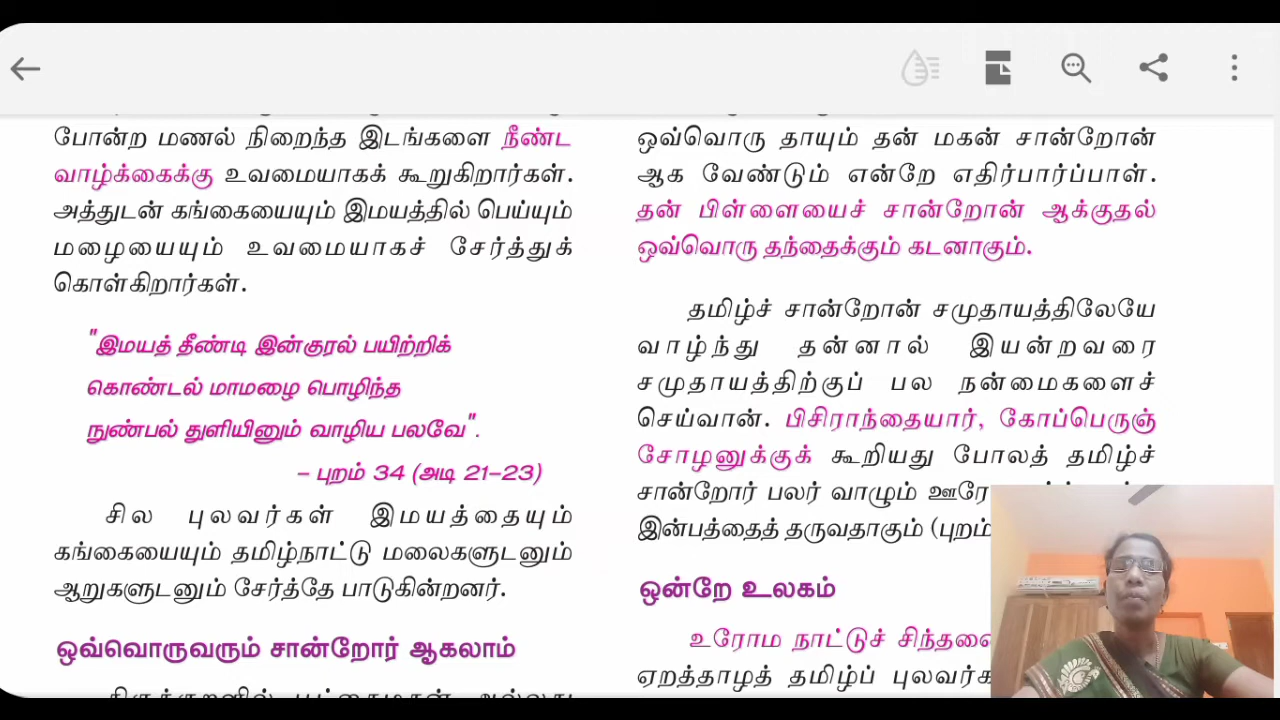 போன்ற மணல் நிறைந்த இடங்களை நீண்ட
வாழ்க்கைக்கு உவமையாகக் கூறுகிறார்கள்.
அத்துடன் கங்கையையும் இமயத்தில் பெய்யும்
மழையையும் உவமையாகச் சேர்த்துக்
கொள்கிறார்கள்.
"இமயத் தீண்டி இன்குரல் பயிற்றிக்
கொண்டல் மாமழை பொழிந்த
நுண்பல் துளியினும் வாழிய பலவே".
– புறம் 34 (அடி 21–23)
சில புலவர்கள் இமயத்தையும்
கங்கையையும் தமிழ்நாட்டு மலைகளுடனும்
ஆறுகளுடனும் சேர்த்தே பாடுகின்றனர்.
ஒவ்வொருவரும் சான்றோர் ஆகலாம்
ஒவ்வொரு தாயும் தன் மகன் சான்றோன்
ஆக வேண்டும் என்றே எதிர்பார்ப்பாள்.
தன் பிள்ளையைச் சான்றோன் ஆக்குதல்
ஒவ்வொரு தந்தைக்கும் கடனாகும்.
தமிழ்ச் சான்றோன் சமுதாயத்திலேயே
வாழ்ந்து தன்னால் இயன்றவரை
சமுதாயத்திற்குப் பல நன்மைகளைச்
செய்வான். பிசிராந்தையார், கோப்பெருஞ்
சோழனுக்குக் கூறியது போலத் தமிழ்ச்
சான்றோர் பலர் வாழும் ஊரே
இன்பத்தைத் தருவதாகும் (புறம்
ஒன்றே உலகம்
உரோம நாட்டுச் சிந்தனை
ஏறத்தாழத் தமிழ்ப்